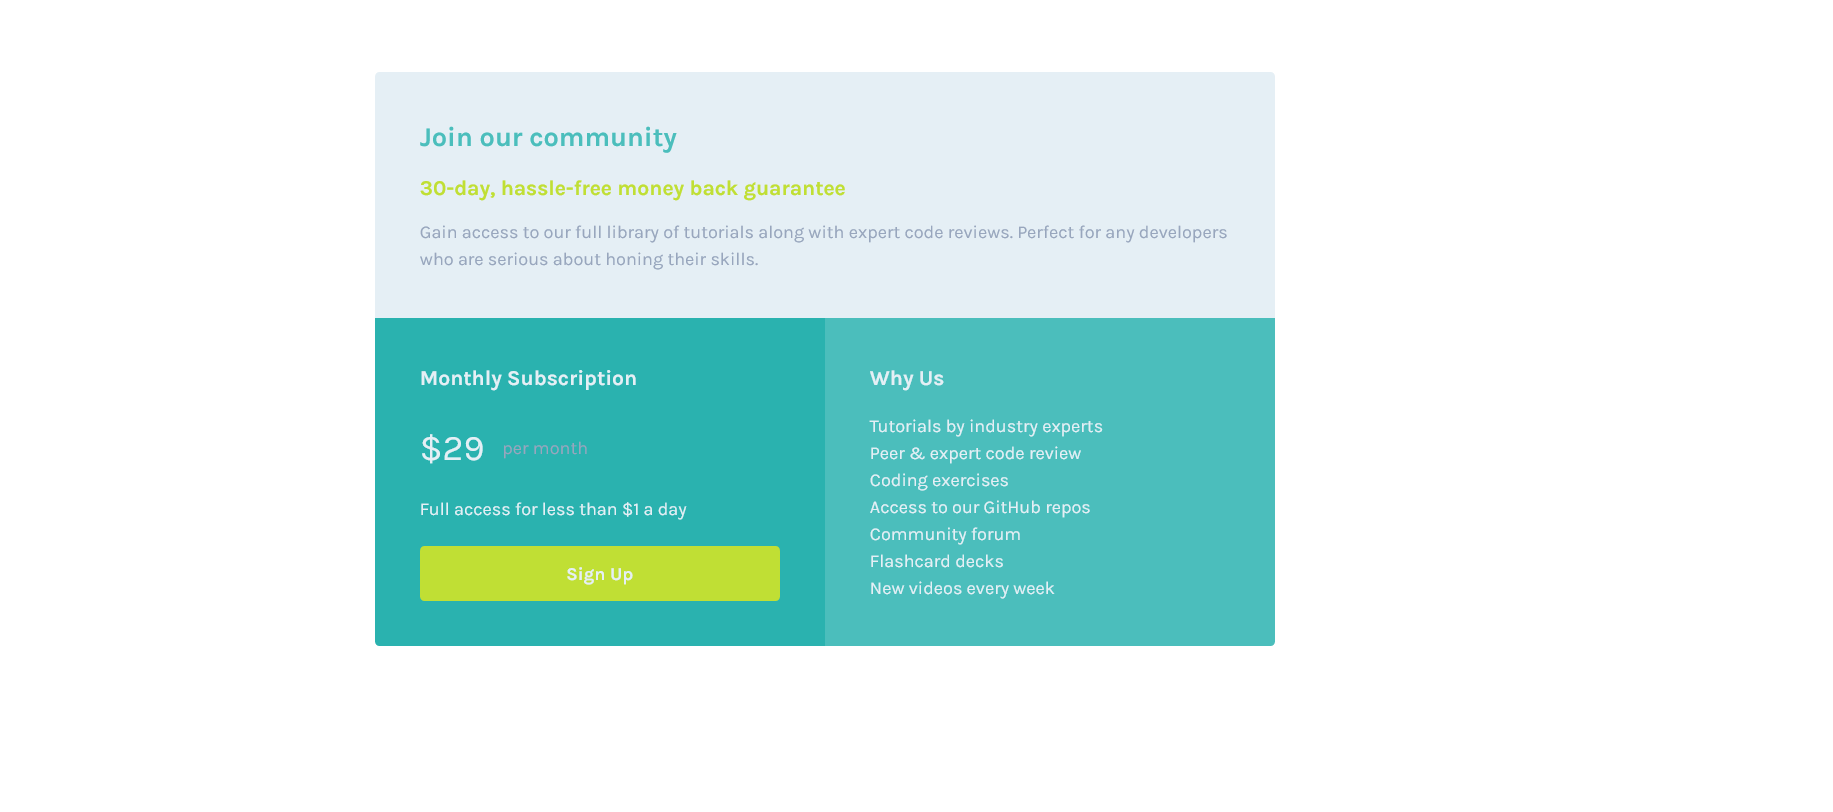 Join our community
30-day, hassle-free money back guarantee
Gain access to our full library of tutorials along with expert code reviews. Perfect for any developers
who are serious about honing their skills.
Monthly Subscription
$29 per month
Full access for less than $1 a day
Sign Up
Why Us
Tutorials by industry experts
Peer & expert code review
Coding exercises
Access to our GitHub repos
Community forum
Flashcard decks
New videos every week